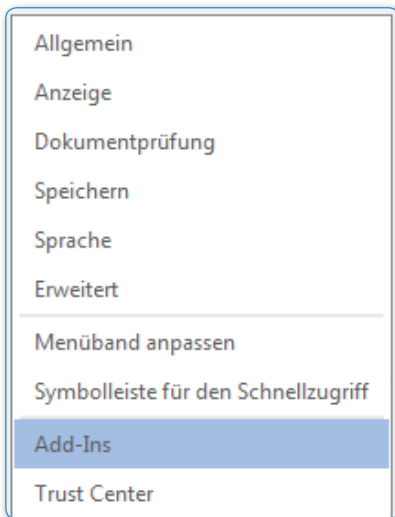 Allgemein
Anzeige
Dokumentprüfung
Speichern
Sprache
Erweitert
Menüband anpassen
Symbolleiste für den Schnellzugriff
Add-Ins
Trust Center